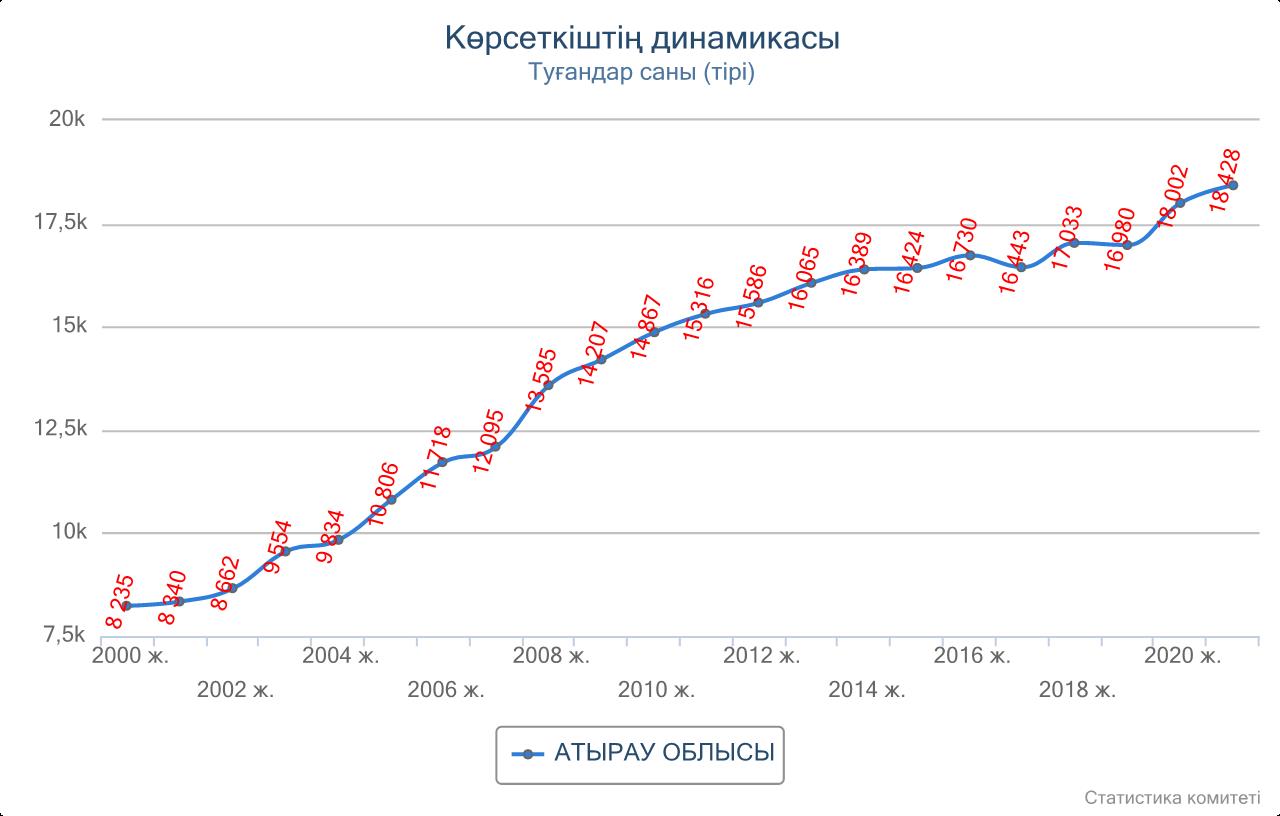 Көрсеткіштің динамикасы
Туғандар саны (тірі)
20k
17,5k
15k
12,5k
10k
7,5k
8 235
8 340
8 662
9 554
9 834
10 806
11 718
12 095
13 585
14 207
14 867
15 316
15 586
16 065
16 389
16 424
16 730
16 443
17 033
16 980
18 002
18 428
2000 ж.
2004 ж.
2008 ж.
2012 ж.
2016 ж.
2020 ж.
2002 ж.
2006 ж.
2010 ж.
2014 ж.
2018 ж.
АТЫРАУ ОБЛЫСЫ
Статистика комитеті